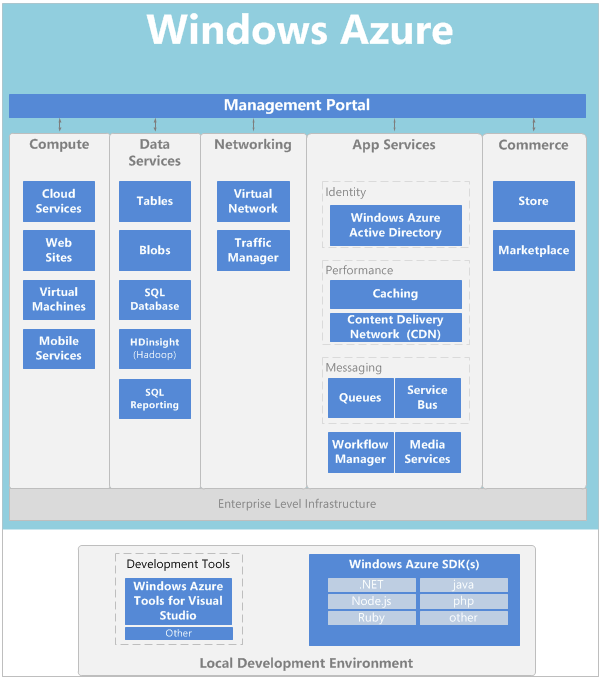 Windows Azure
Management Portal
Compute
Cloud
Services
Web
Sites
Virtual
Machines
Mobile
Services
Data
Services
Tables
Blobs
SQL
Database
HDinsight
(Hadoop)
SQL
Reporting
Networking
Virtual
Network
Traffic
Manager
App Services
Identity
Windows Azure
Active Directory
Performance
Caching
Content Delivery
Network (CDN)
Messaging
Queues
Service
Bus
Workflow
Manager
Media
Services
Commerce
Store
Marketplace
Enterprise Level Infrastructure
Development Tools
Windows Azure
Tools for Visual
Studio
Other
Windows Azure SDK(s)
.NET
java
Node.js
php
Ruby
other
Local Development Environment